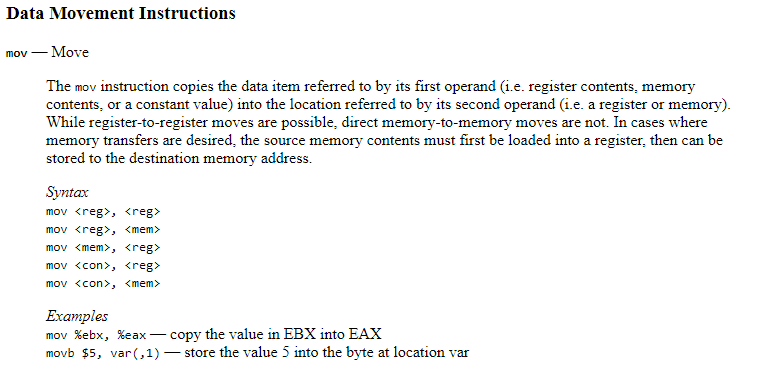 Data Movement Instructions
mov — Move
The mov instruction copies the data item referred to by its first operand (i.e. register contents, memory
contents, or a constant value) into the location referred to by its second operand (i.e. a register or memory).
While register-to-register moves are possible, direct memory-to-memory moves are not. In cases where
memory transfers are desired, the source memory contents must first be loaded into a register, then can be
stored to the destination memory address.
Syntax
mov <reg>, <reg>
mov <reg>, <mem>
mov <mem>, <reg>
mov <con>, <reg>
mov <con>, <mem>
Examples
mov %ebx, %eax — copy the value in EBX into EAX
movb $5, var(,1) — store the value 5 into the byte at location var